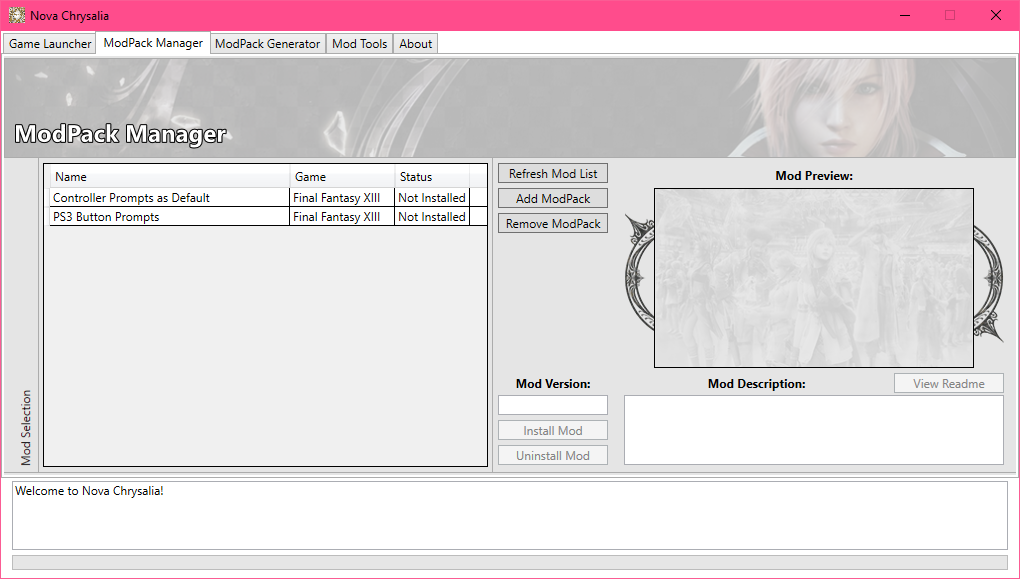 Nova Chrysalia
Game Launcher ModPack Manager ModPack Generator Mod Tools About
ModPack Manager
Mod Selection
Name Game Status
Controller Prompts as Default Final Fantasy XIII Not Installed
PS3 Button Prompts Final Fantasy XIII Not Installed
Refresh Mod List
Add ModPack
Remove ModPack
Mod Preview:
Mod Version:
Install Mod
Uninstall Mod
Mod Description:
View Readme
Welcome to Nova Chrysalia!